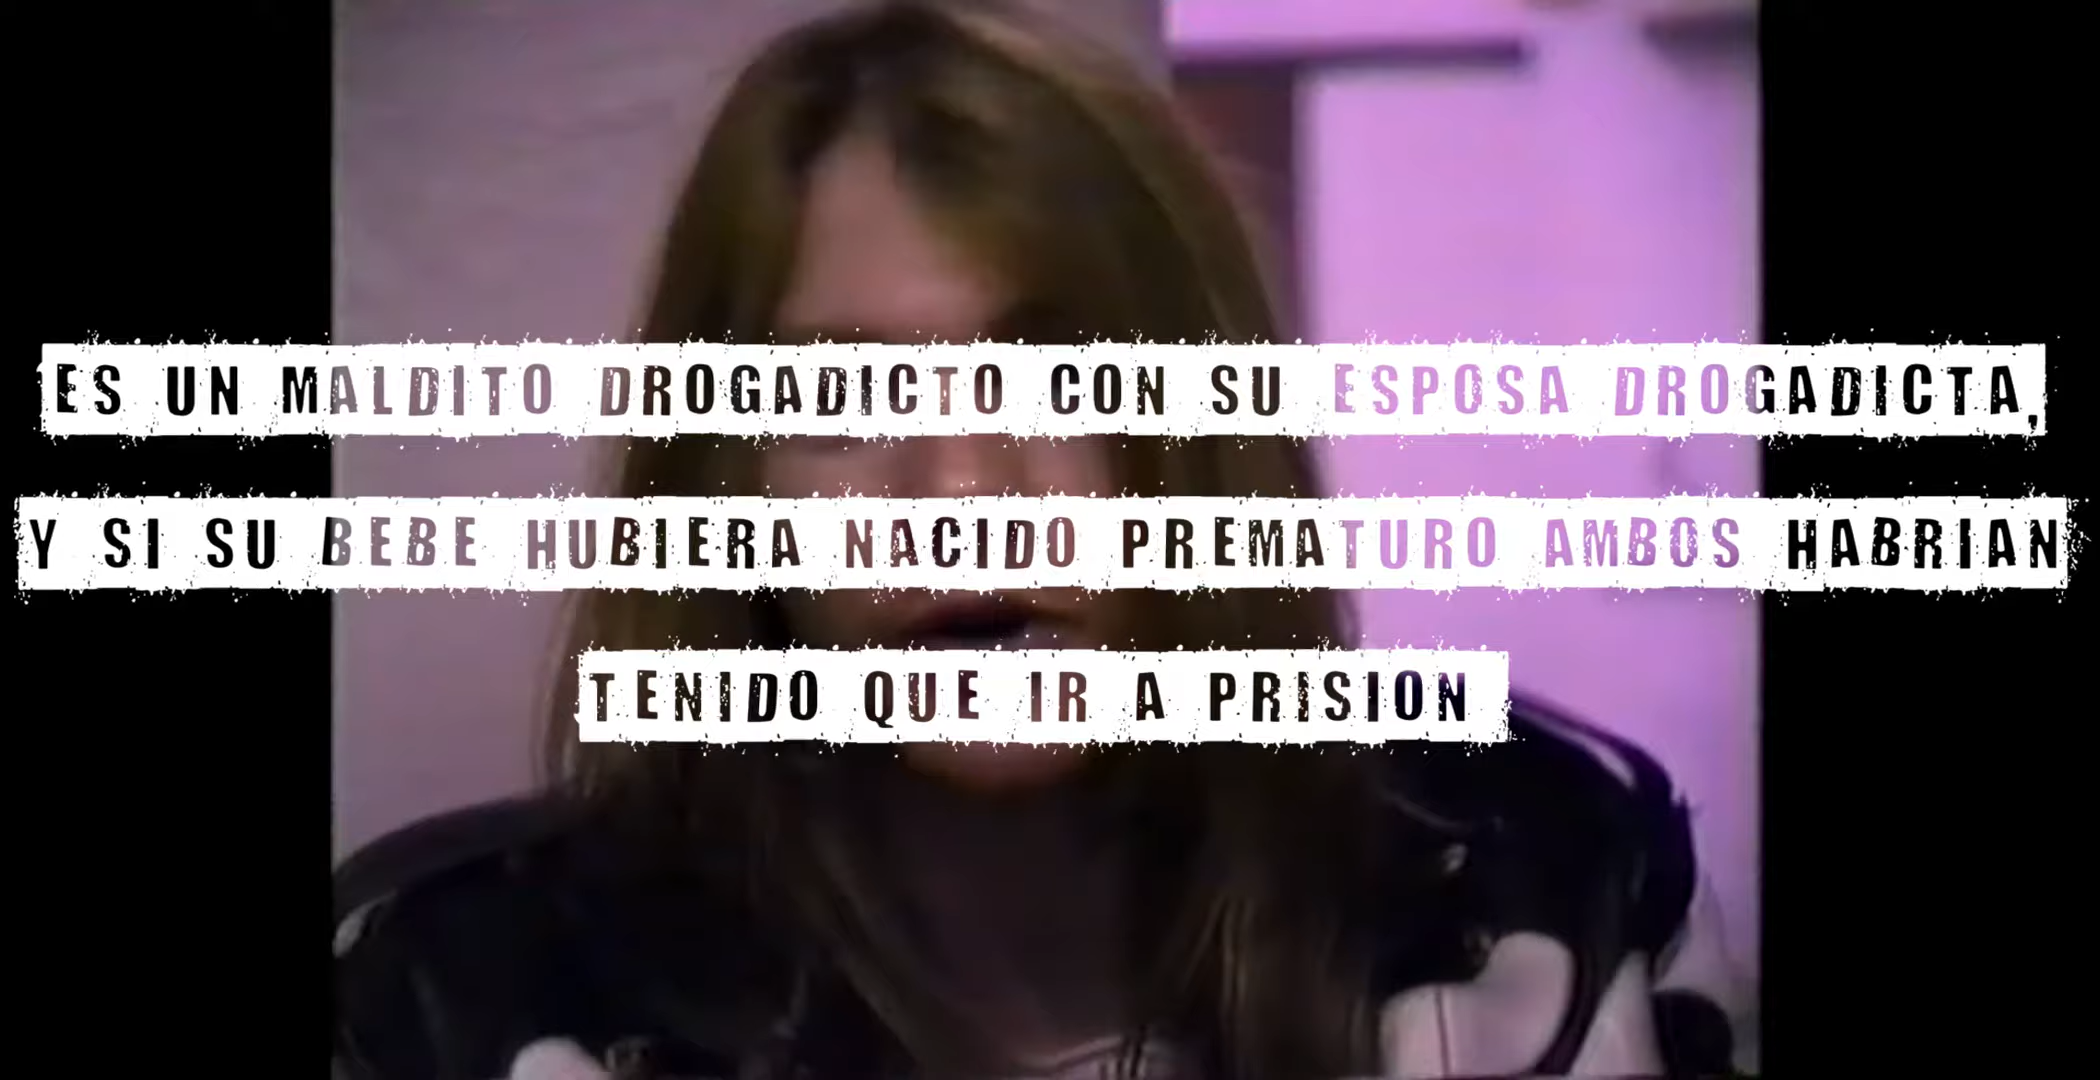 ES UN MALDITO DROGADICTO CON SU ESPOSA DROGADICTA,
Y SI SU BEBE HUBIERA NACIDO PREMATURO AMBOS HABRIAN
TENIDO QUE IR A PRISION